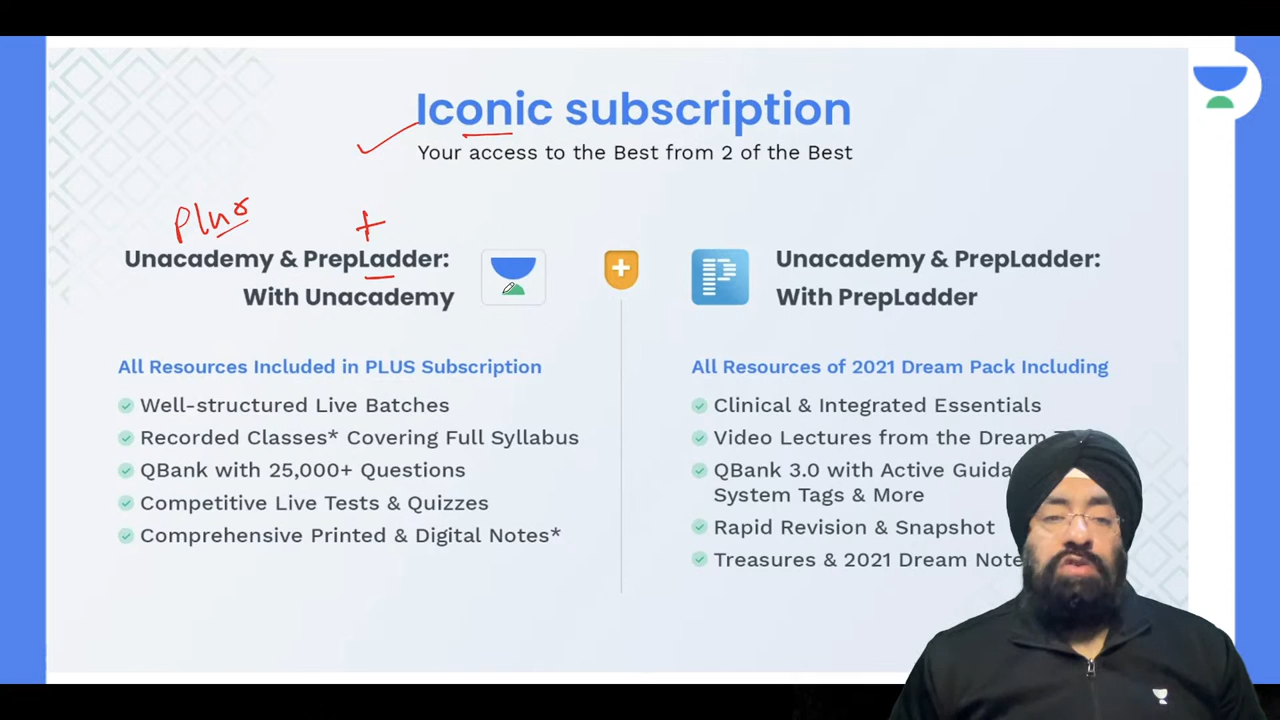 Iconic subscription
Your access to the Best from 2 of the Best
Plus +
Unacademy & PrepLadder:
With Unacademy
All Resources Included in PLUS Subscription
Well-structured Live Batches
Recorded Classes* Covering Full Syllabus
QBank with 25,000+ Questions
Competitive Live Tests & Quizzes
Comprehensive Printed & Digital Notes*
Unacademy & PrepLadder:
With PrepLadder
All Resources of 2021 Dream Pack Including
Clinical & Integrated Essentials
Video Lectures from the Dream
QBank 3.0 with Active
System Tags & More
Rapid Revision & Snapshot
Treasures & 2021 Dream